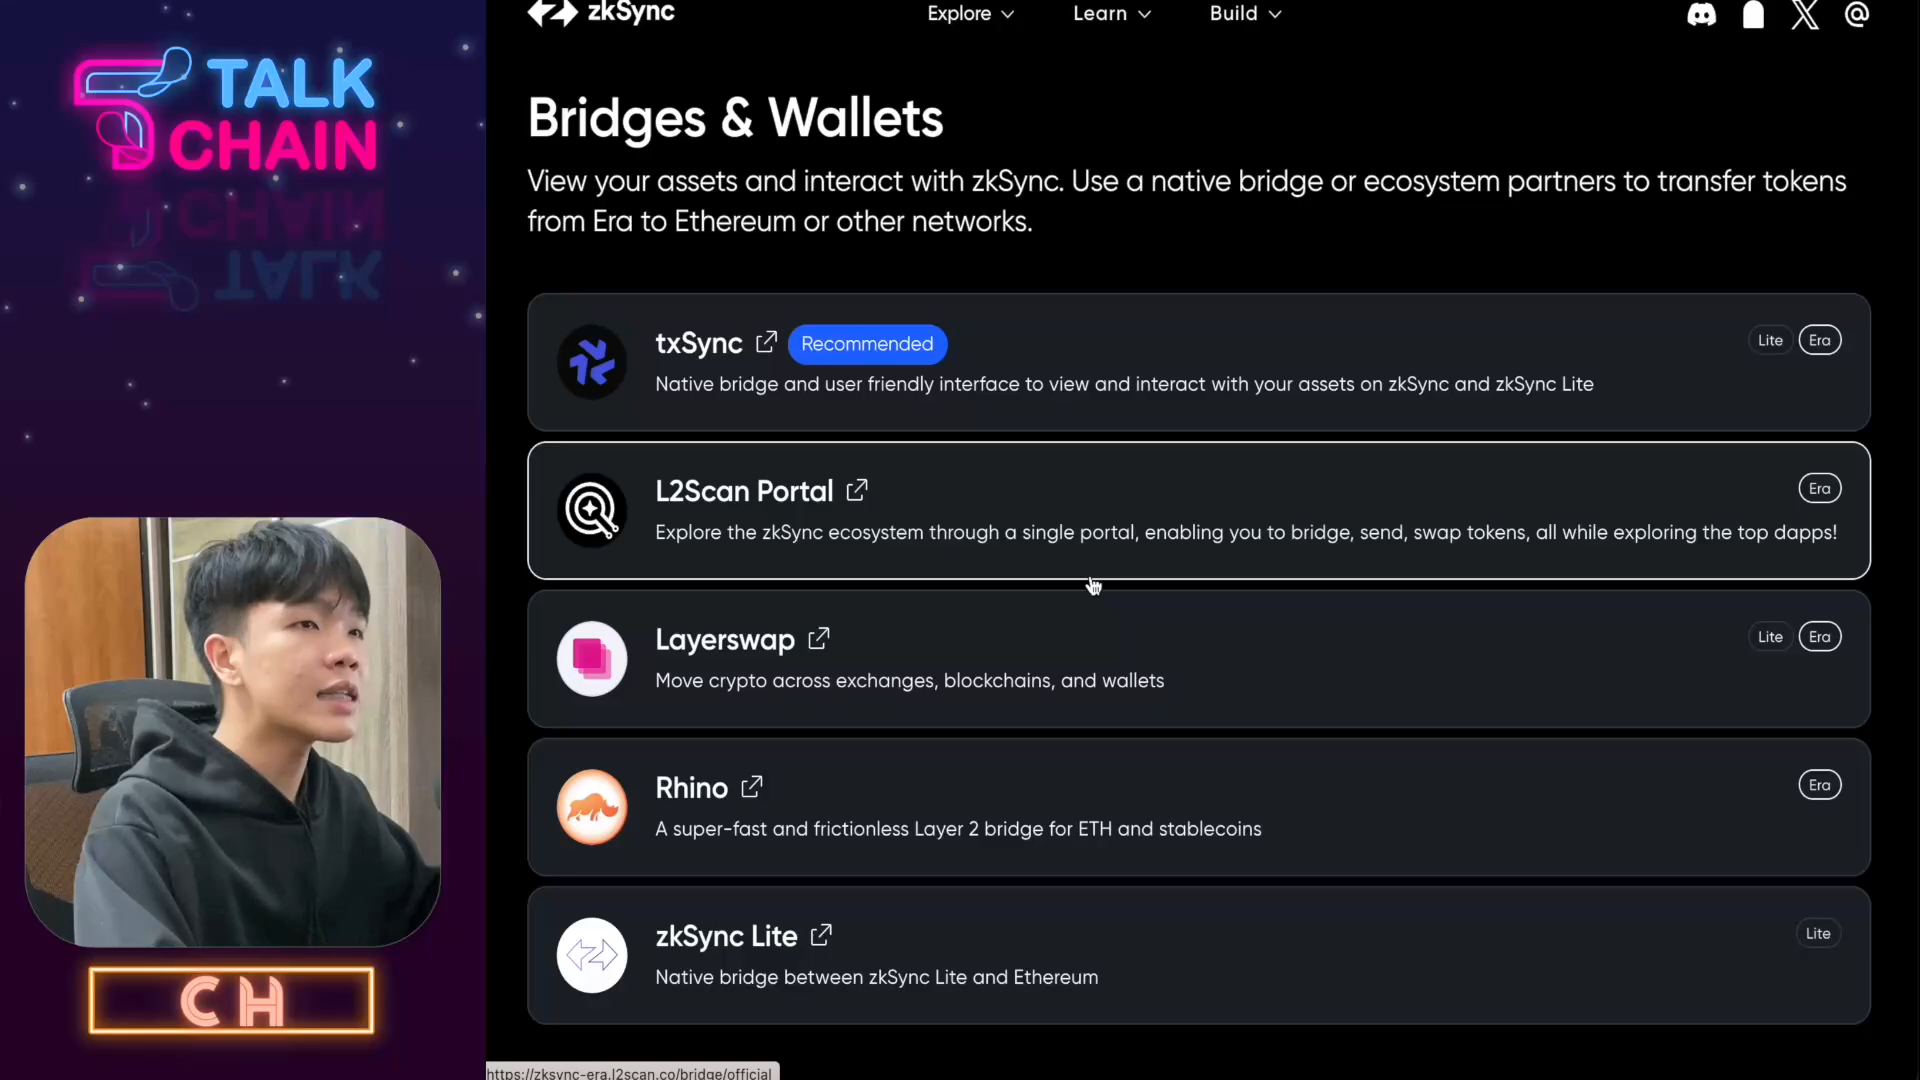 TALK
CHAIN
CH
zkSync
Explore
Learn
Build
Bridges & Wallets
View your assets and interact with zkSync. Use a native bridge or ecosystem partners to transfer tokens
from Era to Ethereum or other networks.
txSync
Recommended
Lite
Era
Native bridge and user friendly interface to view and interact with your assets on zkSync and zkSync Lite
L2Scan Portal
Era
Explore the zkSync ecosystem through a single portal, enabling you to bridge, send, swap tokens, all while exploring the top dapps!
Layerswap
Lite
Era
Move crypto across exchanges, blockchains, and wallets
Rhino
Era
A super-fast and frictionless Layer 2 bridge for ETH and stablecoins
zkSync Lite
Lite
Native bridge between zkSync Lite and Ethereum
https://zksync-era.l2scan.co/bridge/official